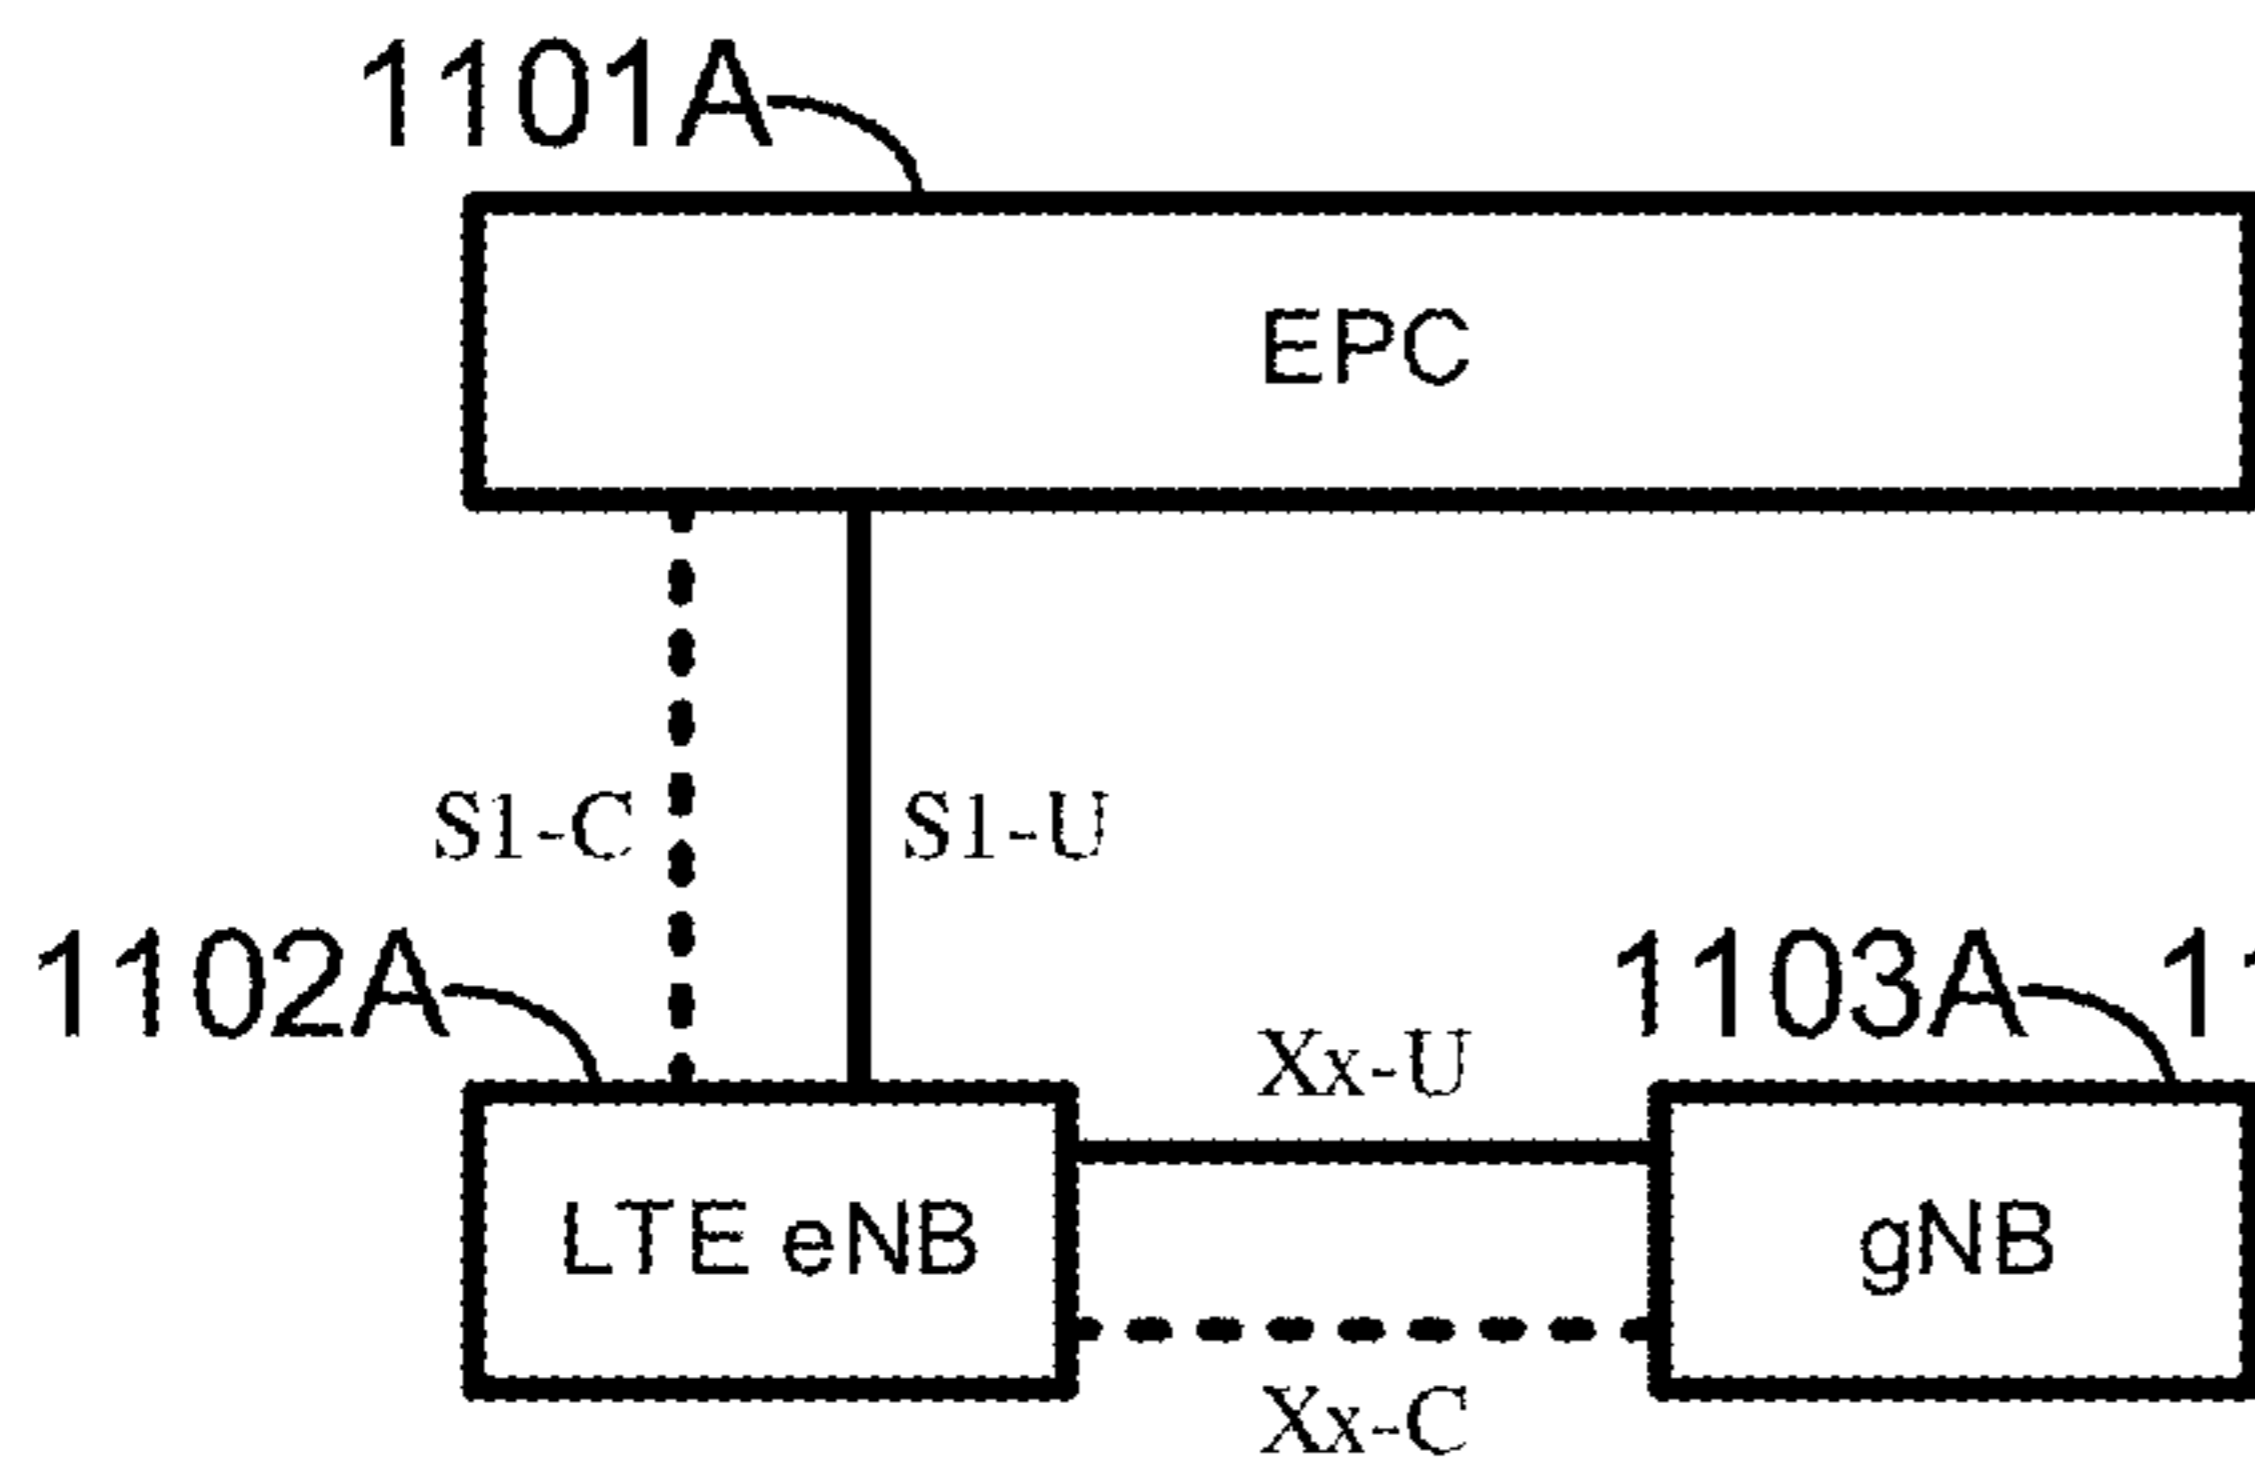 1101A
EPC
S1-C S1-U
1102A
Xx-U
1103A
LTE eNB
gNB
Xx-C